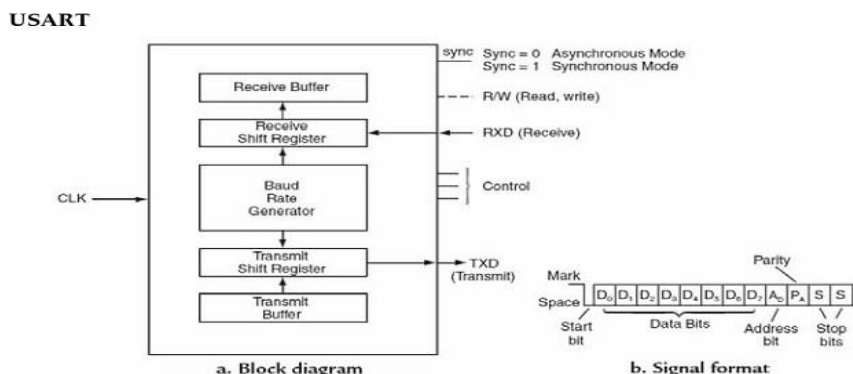 USART
sync Sync = 0 Asynchronous Mode
Sync = 1 Synchronous Mode
Receive Buffer
R/W (Read, write)
Receive
Shift Register
RXD (Receive)
CLK
Baud
Rate
Generator
Control
Transmit
Shift Register
TXD
(Transmit)
Transmit
Buffer
a. Block diagram
Parity
Mark
Space
D₀ D₁ D₂ D₃ D₄ D₅ D₆ D₇ A_D P_A S S
Start
bit
Data Bits
Address
bit
Stop
bits
b. Signal format